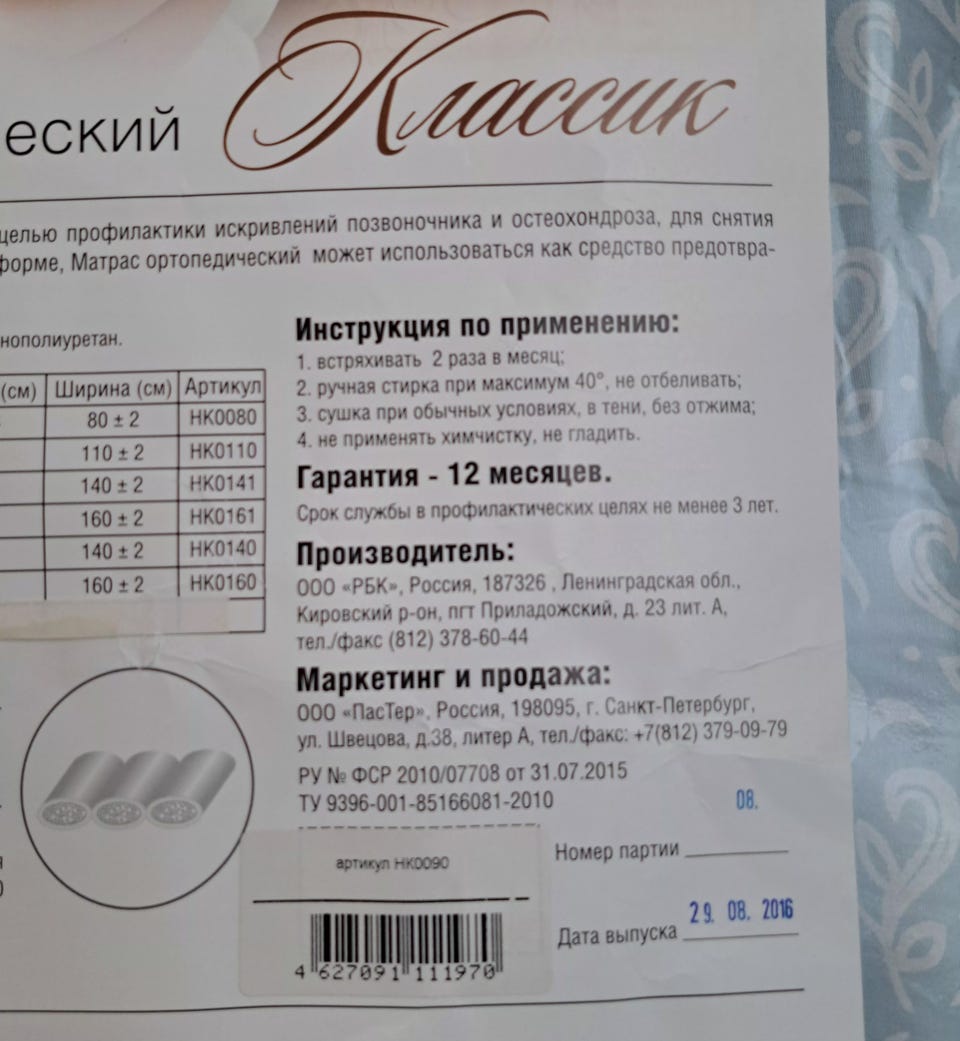 еский Классик
целью профилактики искривлений позвоночника и остеохондроза, для снятия
форме, Матрас ортопедический может использоваться как средство предотвра-
нополиуретан.
(см) Ширина (см) Артикул
80 ± 2 НК0080
110 ± 2 НК0110
140 ± 2 НК0141
160 ± 2 НК0161
140 ± 2 НК0140
160 ± 2 НК0160
Инструкция по применению:
1. встряхивать 2 раза в месяц;
2. ручная стирка при максимум 40°, не отбеливать;
3. сушка при обычных условиях, в тени, без отжима;
4. не применять химчистку, не гладить.
Гарантия - 12 месяцев.
Срок службы в профилактических целях не менее 3 лет.
Производитель:
ООО «РБК», Россия, 187326 , Ленинградская обл.,
Кировский р-он, пгт Приладожский, д. 23 лит. А,
тел./факс (812) 378-60-44
Маркетинг и продажа:
ООО «ПасТер», Россия, 198095, г. Санкт-Петербург,
ул. Швецова, д.38, литер А, тел./факс: +7(812) 379-09-79
РУ № ФСР 2010/07708 от 31.07.2015
ТУ 9396-001-85166081-2010
08.
Номер партии
29. 08. 2016
Дата выпуска
артикул НК0090
4 627091 111970